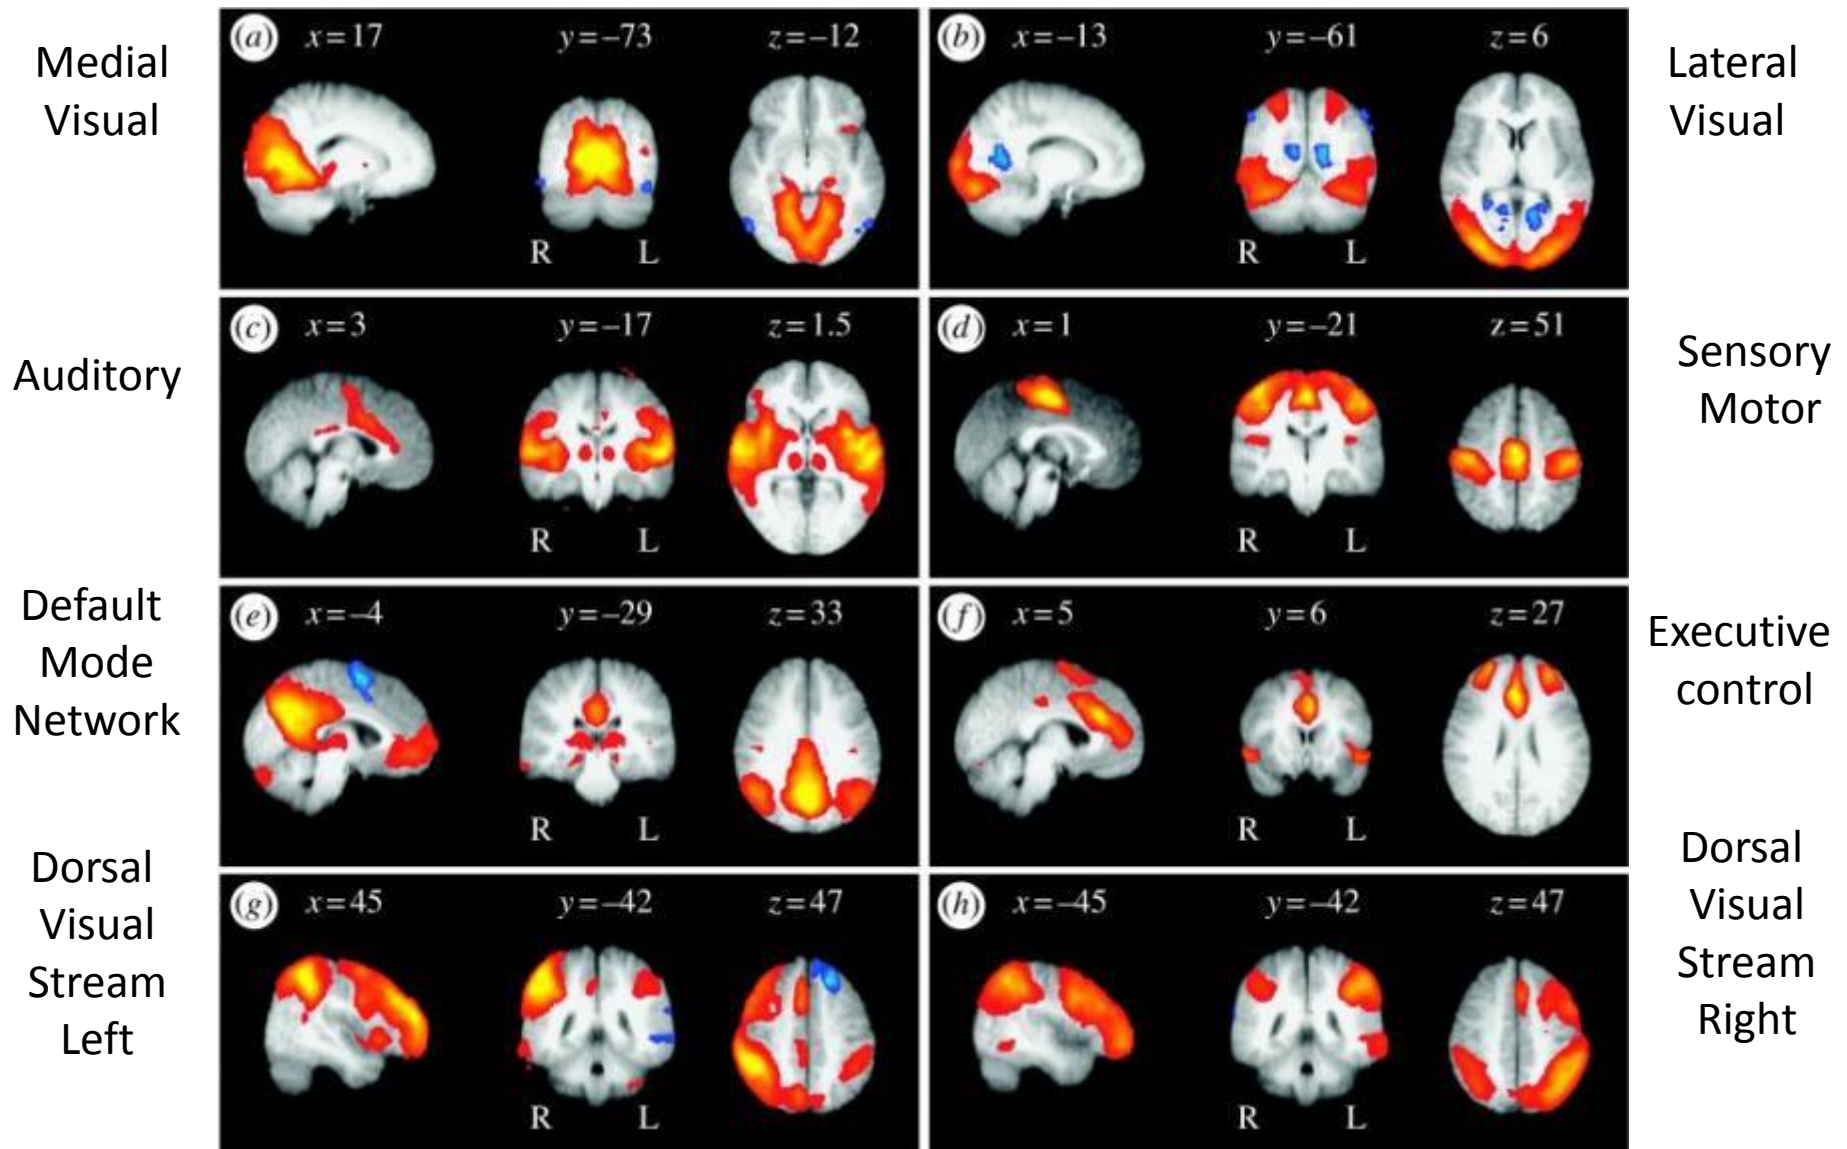 Medial
Visual
(a) x=17 y=–73 z=–12
R L
(b) x=–13 y=–61 z=6
R L
Lateral
Visual
Auditory
(c) x=3 y=–17 z=1.5
R L
(d) x=1 y=–21 z=51
R L
Sensory
Motor
Default
Mode
Network
(e) x=–4 y=–29 z=33
R L
(f) x=5 y=6 z=27
R L
Executive
control
Dorsal
Visual
Stream
Left
(g) x=45 y=–42 z=47
R L
(h) x=–45 y=–42 z=47
R L
Dorsal
Visual
Stream
Right